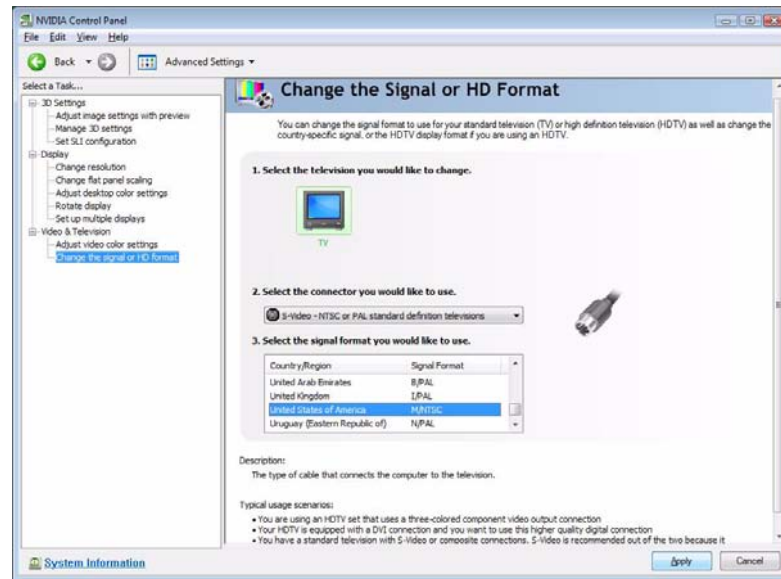 NVIDIA Control Panel
File Edit View Help
Back Advanced Settings
Select a Task...
3D Settings
Adjust image settings with preview
Manage 3D settings
Set SLI configuration
Display
Change resolution
Change flat panel scaling
Adjust desktop color settings
Rotate display
Set up multiple displays
Video & Television
Adjust video color settings
Change the signal or HD format
Change the Signal or HD Format
You can change the signal format to use for your standard television (TV) or high definition television (HDTV) as well as change the
country-specific signal. or the HDTV display format if you are using an HDTV.
1. Select the television you would like to change.
TV
2. Select the connector you would like to use.
S-Video - NTSC or PAL standard definition televisions
3. Select the signal format you would like to use.
Country/Region Signal Format
United Arab Emirates B/PAL
United Kingdom I/PAL
United States of America M/NTSC
Uruguay (Eastern Republic of) N/PAL
Description:
The type of cable that connects the computer to the television.
Typical usage scenarios:
• You are using an HDTV set that uses a three-colored component video output connection
• Your HDTV is equipped with a DVI connection and you want to use this higher quality digital connection
• You have a standard television with S-Video or composite connections. S-Video is recommended out of the two because it
System Information
Apply Cancel